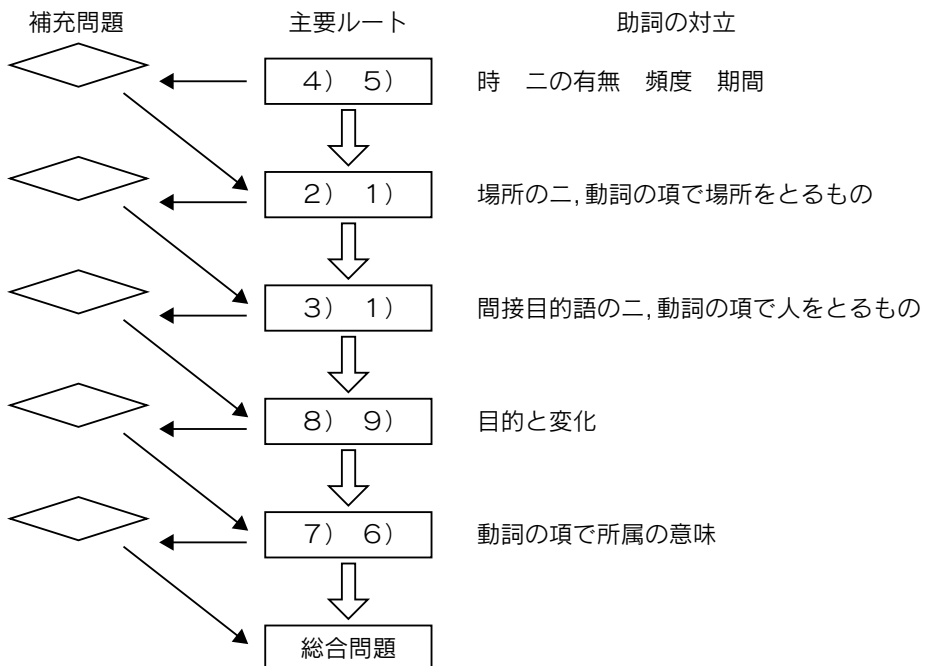 補充問題　主要ルート　助詞の対立
4）　5）　時　ニの有無　頻度　期間
2）　1）　場所のニ，動詞の項で場所をとるもの
3）　1）　間接目的語のニ，動詞の項で人をとるもの
8）　9）　目的と変化
7）　6）　動詞の項で所属の意味
総合問題